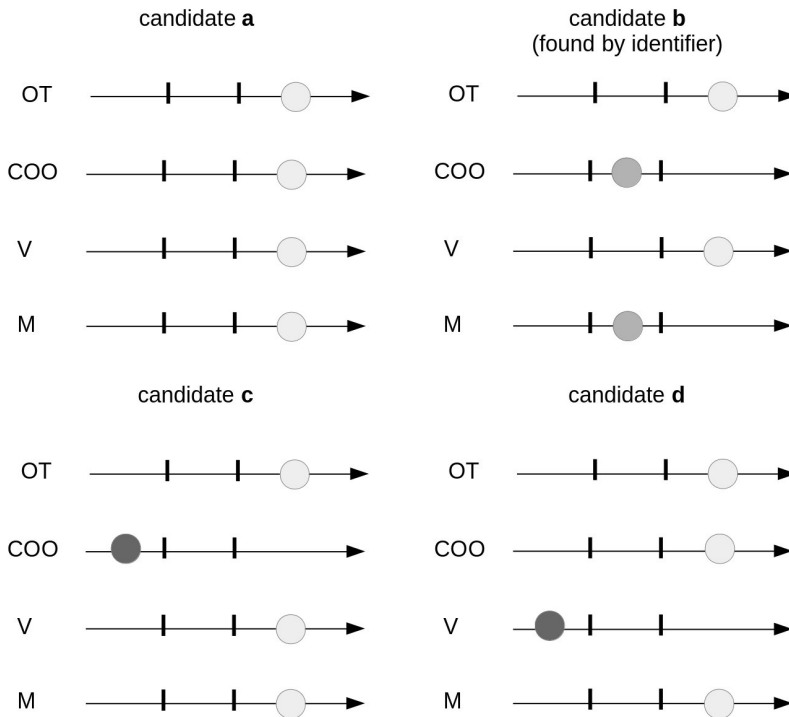 candidate a
OT
COO
V
M
candidate b
(found by identifier)
OT
COO
V
M
candidate c
OT
COO
V
M
candidate d
OT
COO
V
M